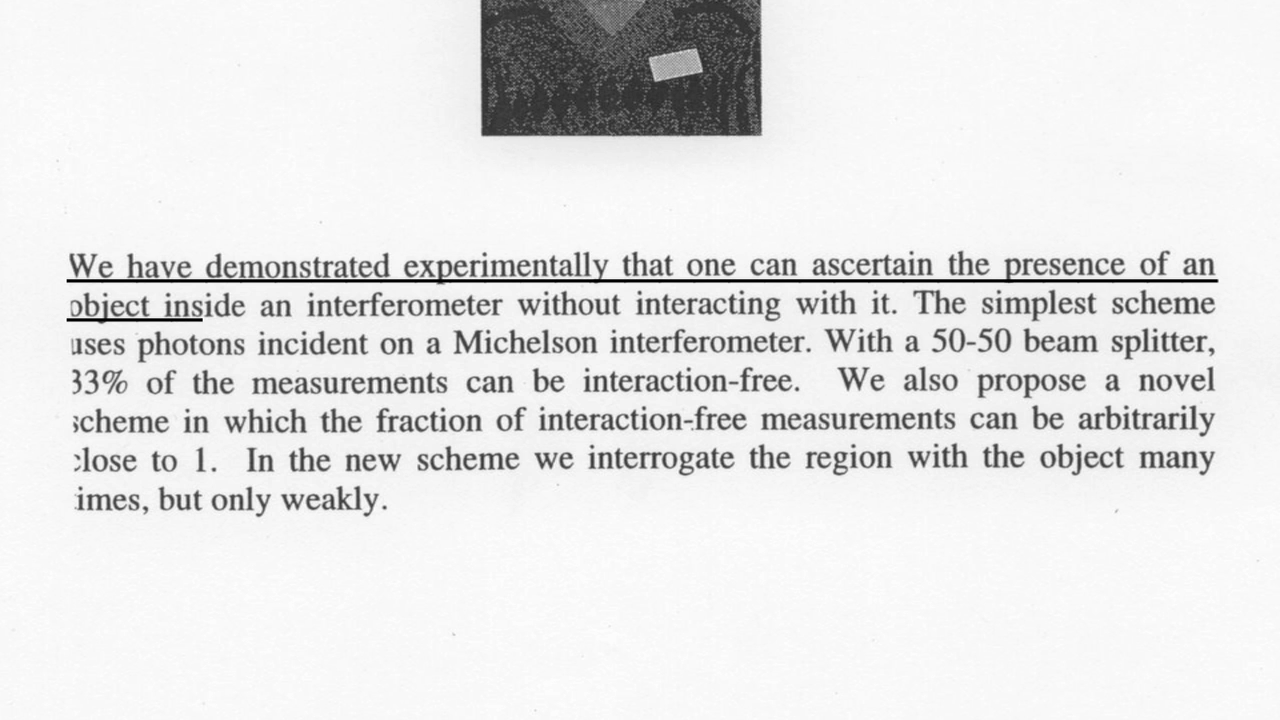 We have demonstrated experimentally that one can ascertain the presence of an
object inside an interferometer without interacting with it. The simplest scheme
uses photons incident on a Michelson interferometer. With a 50-50 beam splitter,
33% of the measurements can be interaction-free. We also propose a novel
scheme in which the fraction of interaction-free measurements can be arbitrarily
close to 1. In the new scheme we interrogate the region with the object many
times, but only weakly.